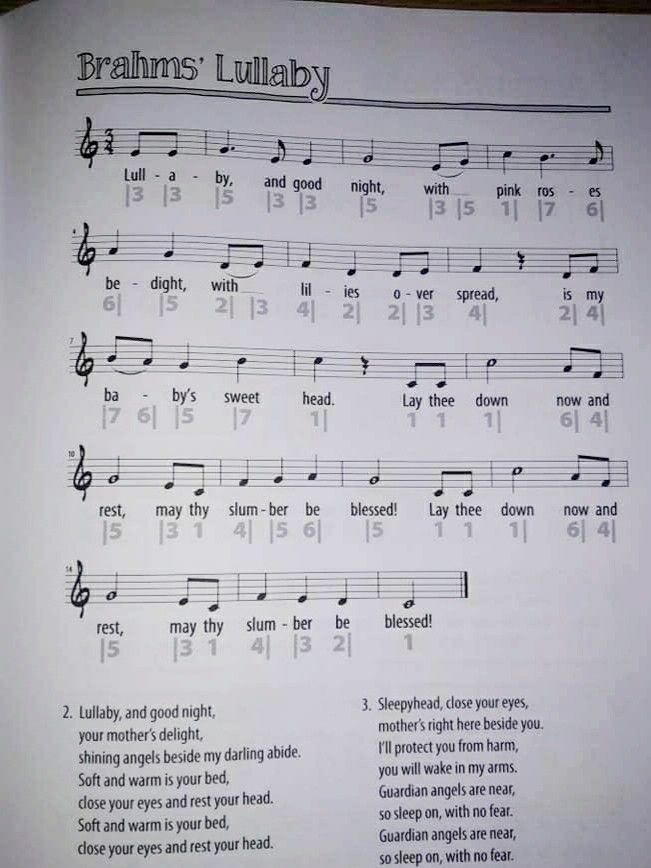 Brahms’ Lullaby
3
4
Lull - a - by, and good night, with pink ros - es
|3 |3 |5 |3 |3 |5 |3 |5 1| |7 6|
4
be - dight, with lil - ies o - ver spread, is my
6| |5 2| |3 4| 2| 2| |3 4| 2| 4|
7
ba - by’s sweet head. Lay thee down now and
|7 6| |5 |7 1| 1 1 1| 6| 4|
10
rest, may thy slum - ber be blessed! Lay thee down now and
|5 |3 1 4| |5 6| |5 1 1 1| 6| 4|
14
rest, may thy slum - ber be blessed!
|5 |3 1 4| |3 2| 1
2. Lullaby, and good night,
your mother’s delight,
shining angels beside my darling abide.
Soft and warm is your bed,
close your eyes and rest your head.
Soft and warm is your bed,
close your eyes and rest your head.
3. Sleepyhead, close your eyes,
mother’s right here beside you.
I’ll protect you from harm,
you will wake in my arms.
Guardian angels are near,
so sleep on, with no fear.
Guardian angels are near,
so sleep on, with no fear.